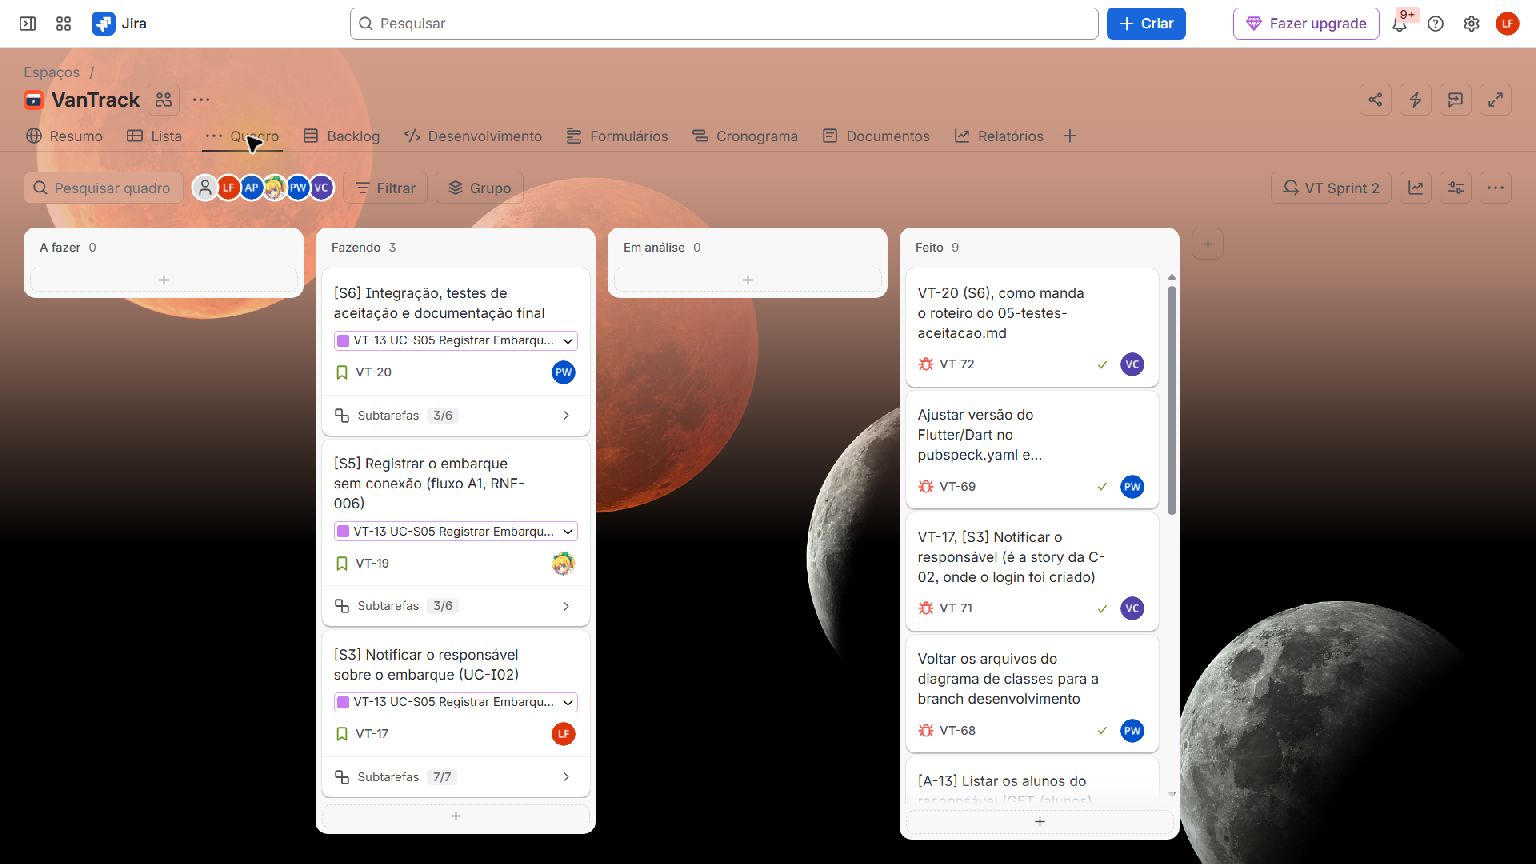 Jira
Pesquisar
Criar
Fazer upgrade
9+
LF
Espaços /
VanTrack
Resumo
Lista
Quadro
Backlog
Desenvolvimento
Formulários
Cronograma
Documentos
Relatórios
Pesquisar quadro
LF
AP
PW
VC
Filtrar
Grupo
VT Sprint 2
A fazer 0
Fazendo 3
[S6] Integração, testes de
aceitação e documentação final
VT-13 UC-S05 Registrar Embarqu...
VT-20
PW
Subtarefas 3/6
[S5] Registrar o embarque
sem conexão (fluxo A1, RNF-
006)
VT-13 UC-S05 Registrar Embarqu...
VT-19
Subtarefas 3/6
[S3] Notificar o responsável
sobre o embarque (UC-I02)
VT-13 UC-S05 Registrar Embarqu...
VT-17
LF
Subtarefas 7/7
Em análise 0
Feito 9
VT-20 (S6), como manda
o roteiro do 05-testes-
aceitacao.md
VT-72
VC
Ajustar versão do
Flutter/Dart no
pubspeck.yaml e...
VT-69
PW
VT-17, [S3] Notificar o
responsável (é a story da C-
02, onde o login foi criado)
VT-71
VC
Voltar os arquivos do
diagrama de classes para a
branch desenvolvimento
VT-68
PW
[A-13] Listar os alunos do
responsável (GET /alunos)